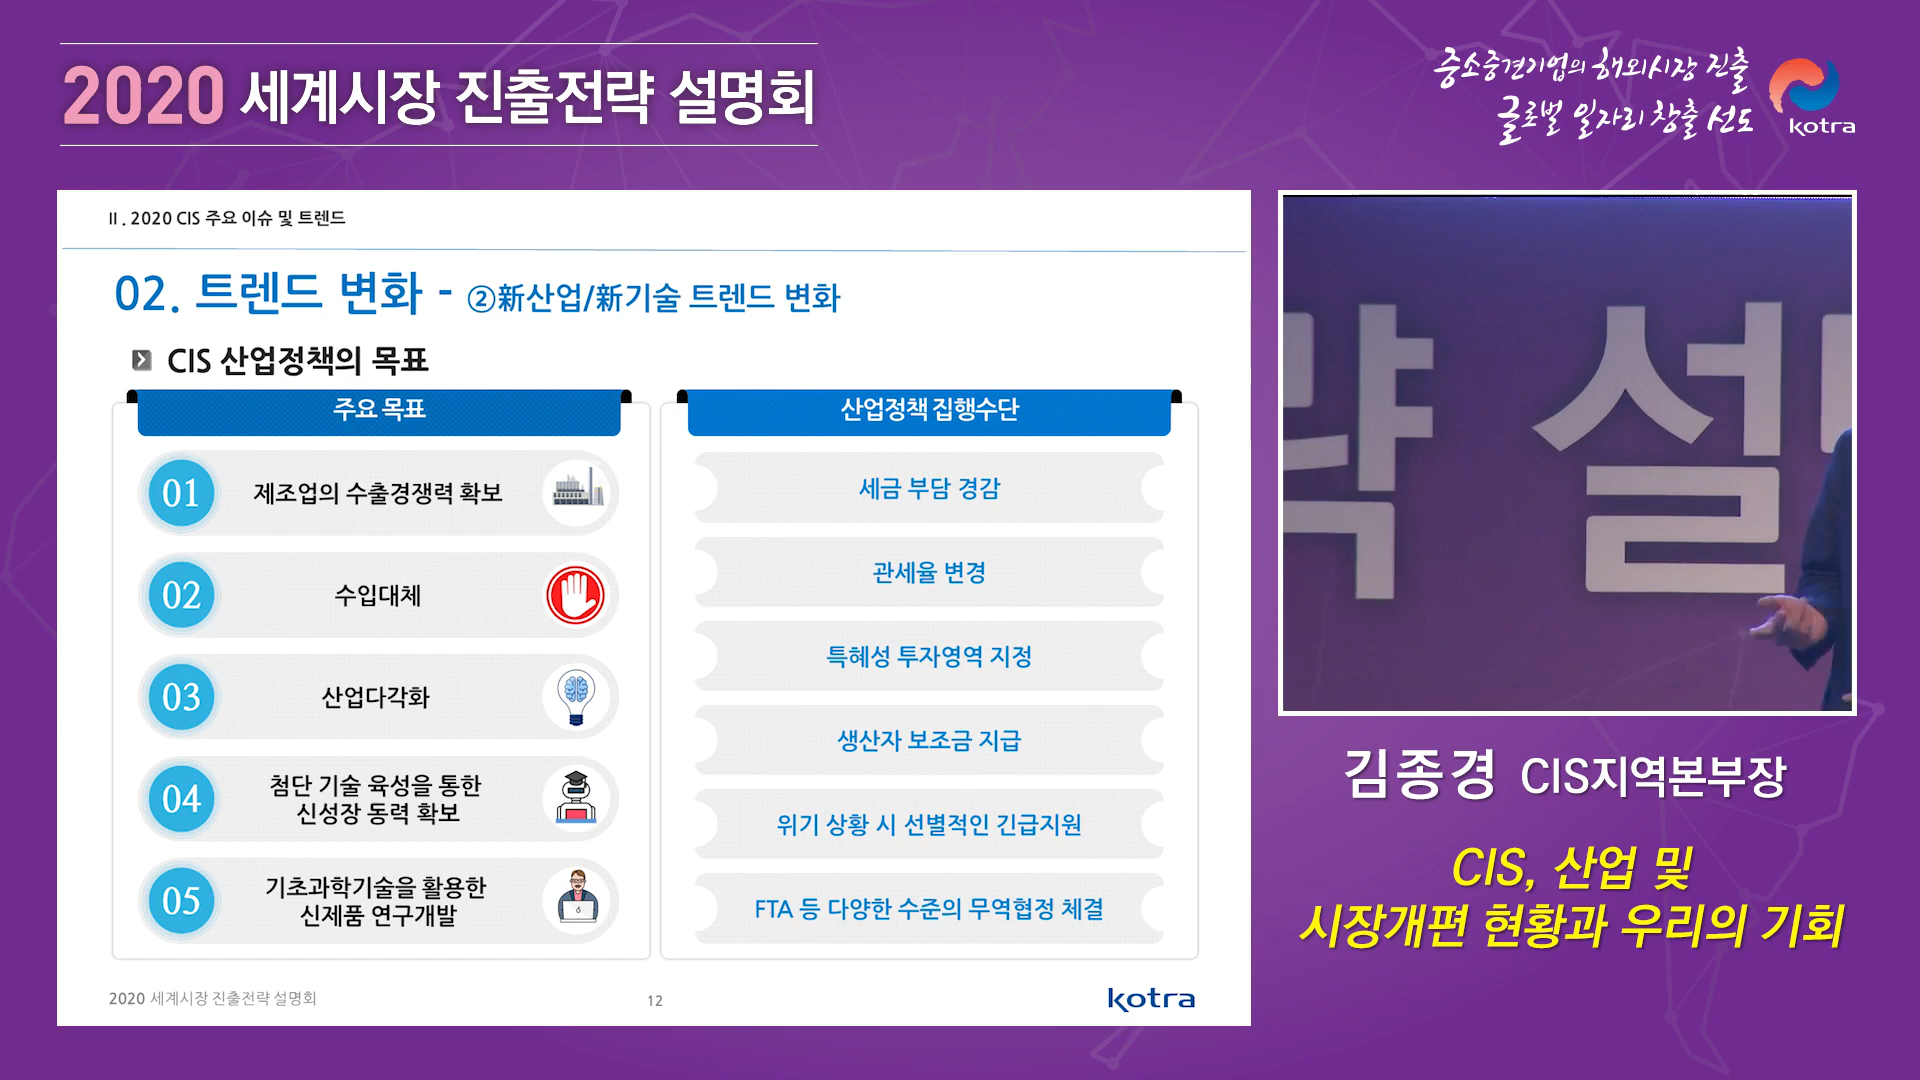 2020 세계시장 진출전략 설명회
중소중견기업의 해외시장 진출
글로벌 일자리 창출 선도
kotra
II . 2020 CIS 주요 이슈 및 트렌드
02. 트렌드 변화 - ②新산업/新기술 트렌드 변화
CIS 산업정책의 목표
주요 목표
01 제조업의 수출경쟁력 확보
02 수입대체
03 산업다각화
04 첨단 기술 육성을 통한
신성장 동력 확보
05 기초과학기술을 활용한
신제품 연구개발
산업정책 집행수단
세금 부담 경감
관세율 변경
특혜성 투자영역 지정
생산자 보조금 지급
위기 상황 시 선별적인 긴급지원
FTA 등 다양한 수준의 무역협정 체결
2020 세계시장 진출전략 설명회
12
kotra
략 설
김종경 CIS지역본부장
CIS, 산업 및
시장개편 현황과 우리의 기회